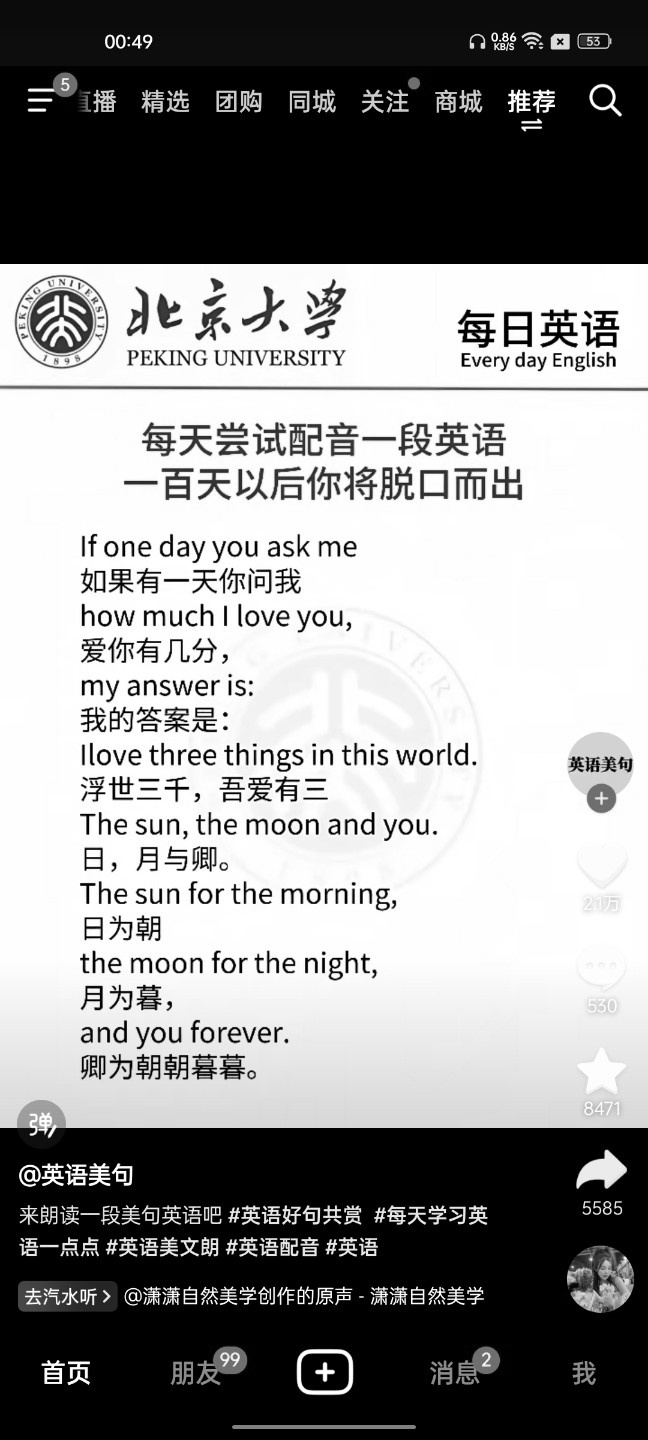 00:49
0.86
KB/S
53
5
直播 精选 团购 同城 关注 商城 推荐
PEKING UNIVERSITY
1898
北京大学
PEKING UNIVERSITY
每日英语
Every day English
每天尝试配音一段英语
一百天以后你将脱口而出
If one day you ask me
如果有一天你问我
how much I love you,
爱你有几分，
my answer is:
我的答案是：
Ilove three things in this world.
浮世三千，吾爱有三
The sun, the moon and you.
日，月与卿。
The sun for the morning,
日为朝
the moon for the night,
月为暮，
and you forever.
卿为朝朝暮暮。
英语美句
2.1万
530
8471
5585
弹
@英语美句
来朗读一段美句英语吧 #英语好句共赏 #每天学习英
语一点点 #英语美文朗 #英语配音 #英语
去汽水听 @潇潇自然美学创作的原声 - 潇潇自然美学
首页 朋友 99 消息 2 我